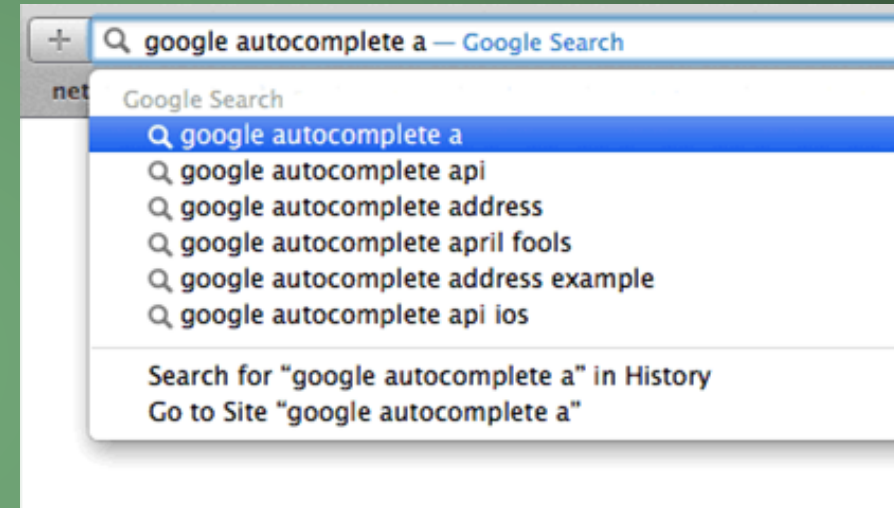 google autocomplete a — Google Search
net
Google Search
google autocomplete a
google autocomplete api
google autocomplete address
google autocomplete april fools
google autocomplete address example
google autocomplete api ios
Search for “google autocomplete a” in History
Go to Site “google autocomplete a”